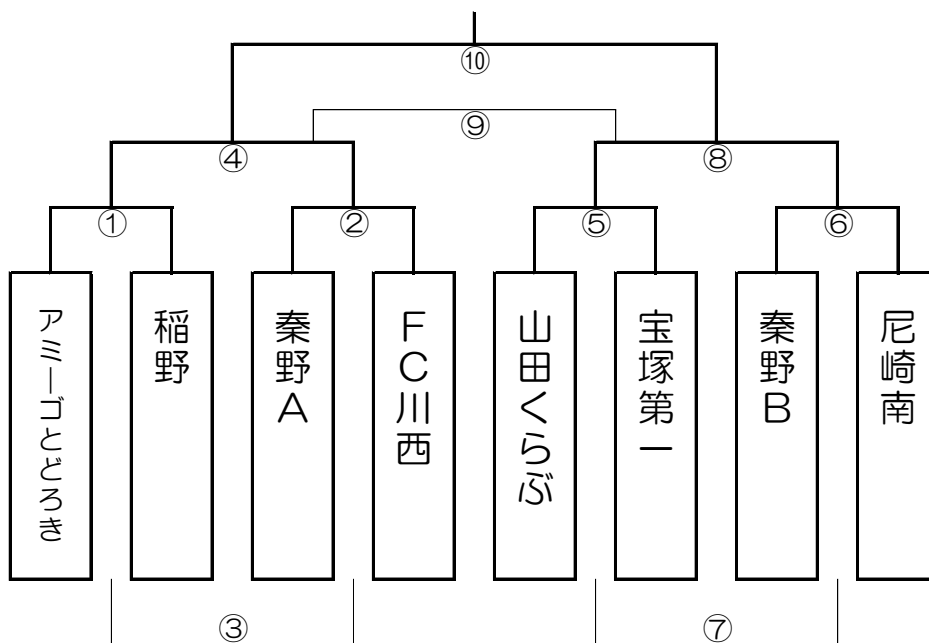 ⑩
⑨
④
⑧
①
②
⑤
⑥
アミーゴとどろき
稲野
秦野A
FC川西
山田くらぶ
宝塚第一
秦野B
尼崎南
③
⑦